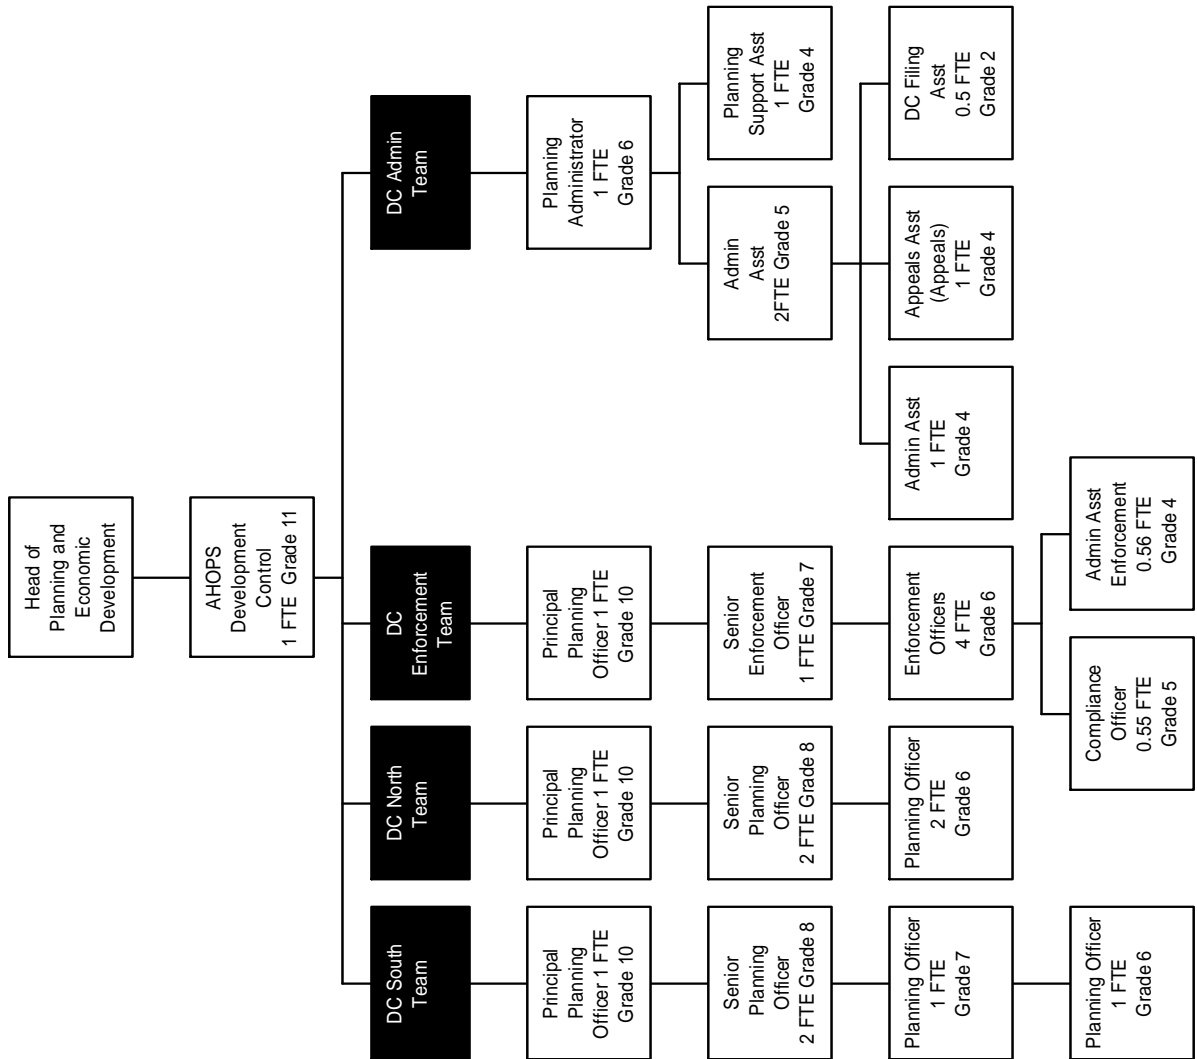 Head of
Planning and
Economic
Development
AHOPS
Development
Control
1 FTE Grade 11
DC South
Team
DC North
Team
DC
Enforcement
Team
DC Admin
Team
Principal
Planning
Officer 1 FTE
Grade 10
Principal
Planning
Officer 1 FTE
Grade 10
Principal
Planning
Officer 1 FTE
Grade 10
Planning
Administrator
1 FTE
Grade 6
Senior
Planning
Officer
2 FTE Grade 8
Senior
Planning
Officer
2 FTE Grade 8
Senior
Enforcement
Officer
1 FTE Grade 7
Admin
Asst
2FTE Grade 5
Planning
Support Asst
1 FTE
Grade 4
Planning Officer
1 FTE
Grade 7
Planning Officer
2 FTE
Grade 6
Enforcement
Officers
4 FTE
Grade 6
Admin Asst
1 FTE
Grade 4
Appeals Asst
(Appeals)
1 FTE
Grade 4
DC Filing
Asst
0.5 FTE
Grade 2
Planning Officer
1 FTE
Grade 6
Compliance
Officer
0.55 FTE
Grade 5
Admin Asst
Enforcement
0.56 FTE
Grade 4